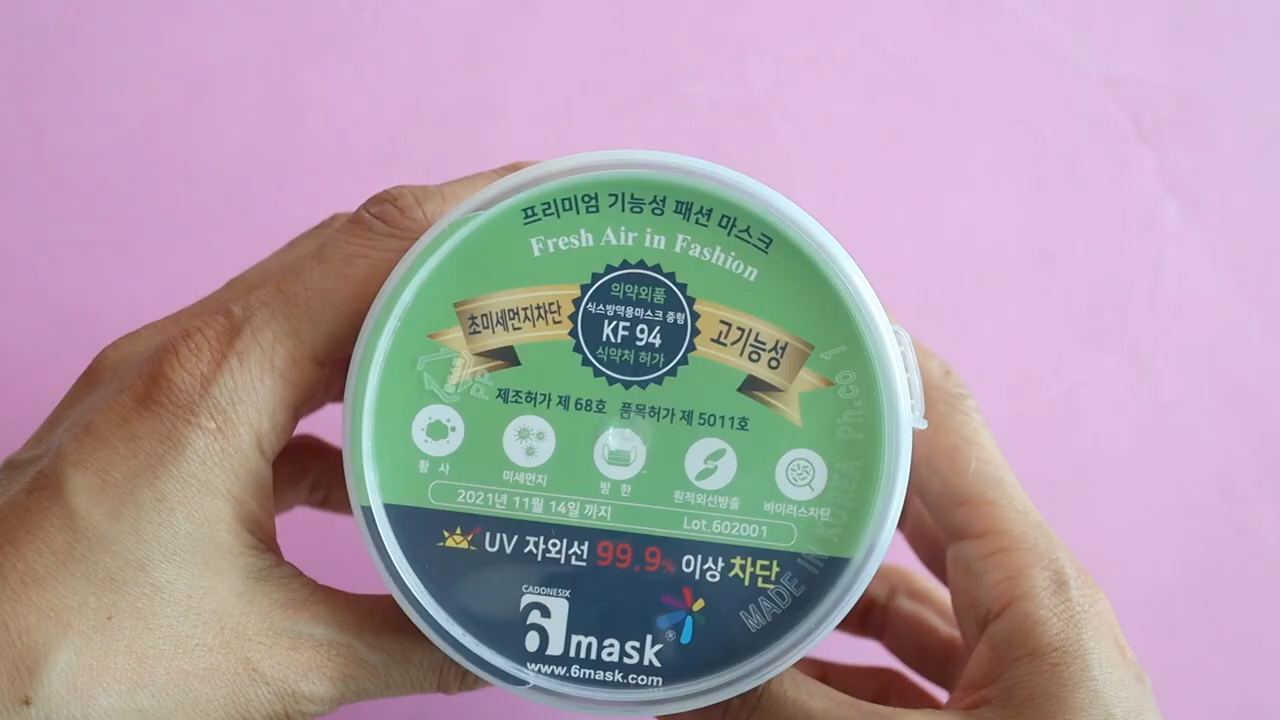 프리미엄 기능성 패션 마스크
Fresh Air in Fashion
초미세먼지차단
의약외품
식스방역용마스크 중형
KF 94
식약처 허가
고기능성
제조허가 제 68호 품목허가 제 5011호
황 사
미세먼지
방 한
원적외선방출
바이러스차단
2021년 11월 14일 까지
Lot.602001
UV 자외선 99.9% 이상 차단
CADONESIX
6mask®
www.6mask.com
PP
MADE IN KOREA Ph.co 1